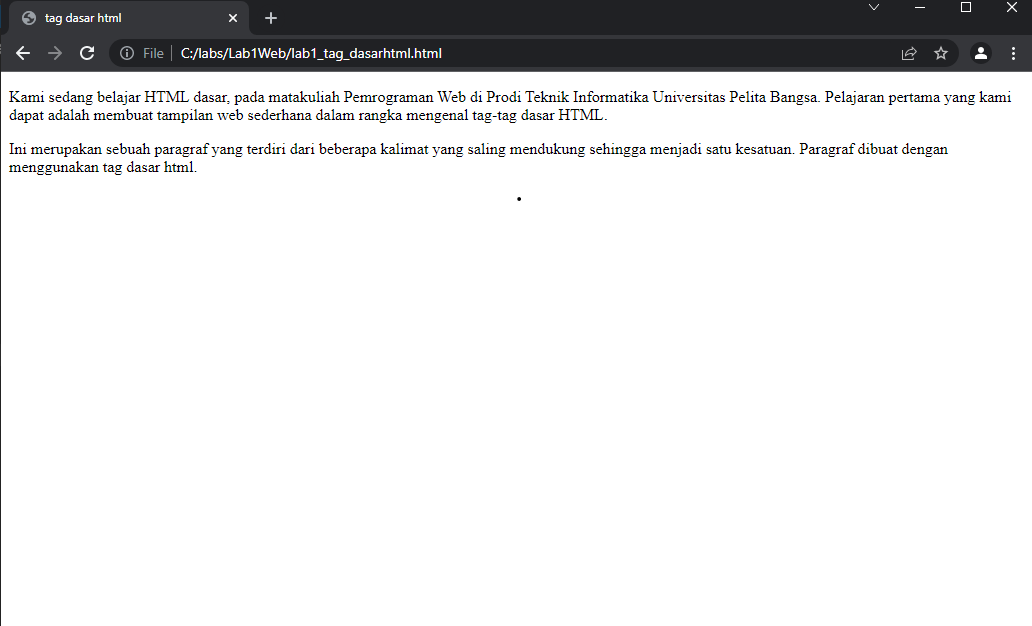 tag dasar html
File
C:/labs/Lab1Web/lab1_tag_dasarhtml.html
Kami sedang belajar HTML dasar, pada matakuliah Pemrograman Web di Prodi Teknik Informatika Universitas Pelita Bangsa. Pelajaran pertama yang kami
dapat adalah membuat tampilan web sederhana dalam rangka mengenal tag-tag dasar HTML.
Ini merupakan sebuah paragraf yang terdiri dari beberapa kalimat yang saling mendukung sehingga menjadi satu kesatuan. Paragraf dibuat dengan
menggunakan tag dasar html.